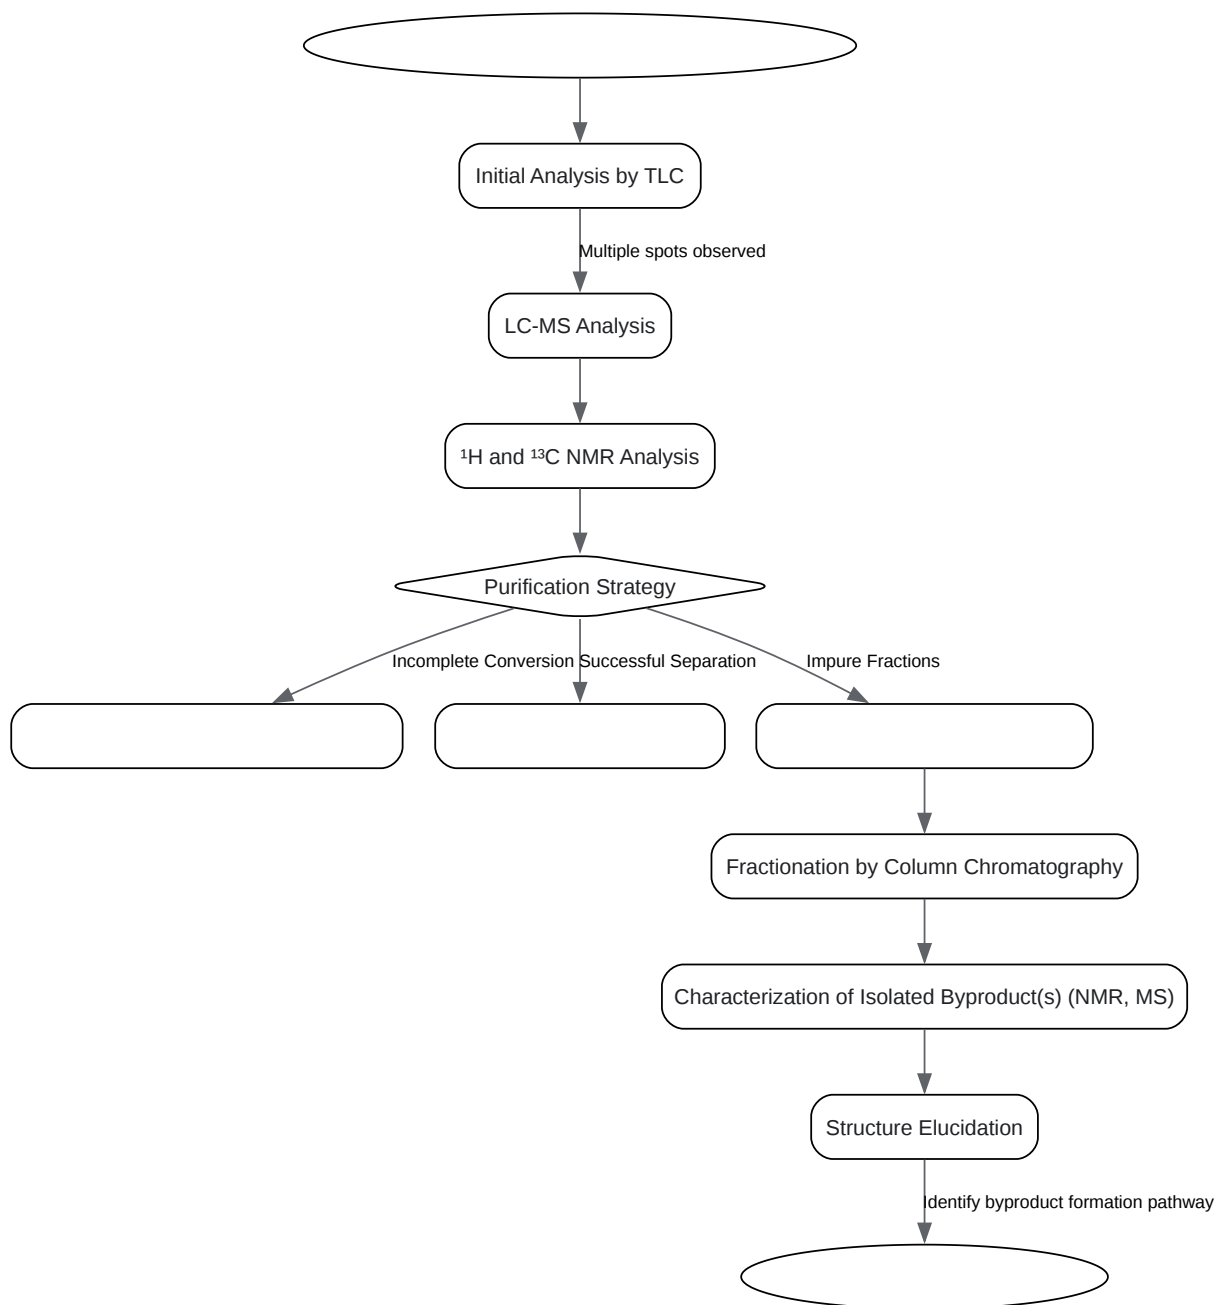 Initial Analysis by TLC
Multiple spots observed
LC-MS Analysis
¹H and ¹³C NMR Analysis
Purification Strategy
Incomplete Conversion
Successful Separation
Impure Fractions
Fractionation by Column Chromatography
Characterization of Isolated Byproduct(s) (NMR, MS)
Structure Elucidation
Identify byproduct formation pathway